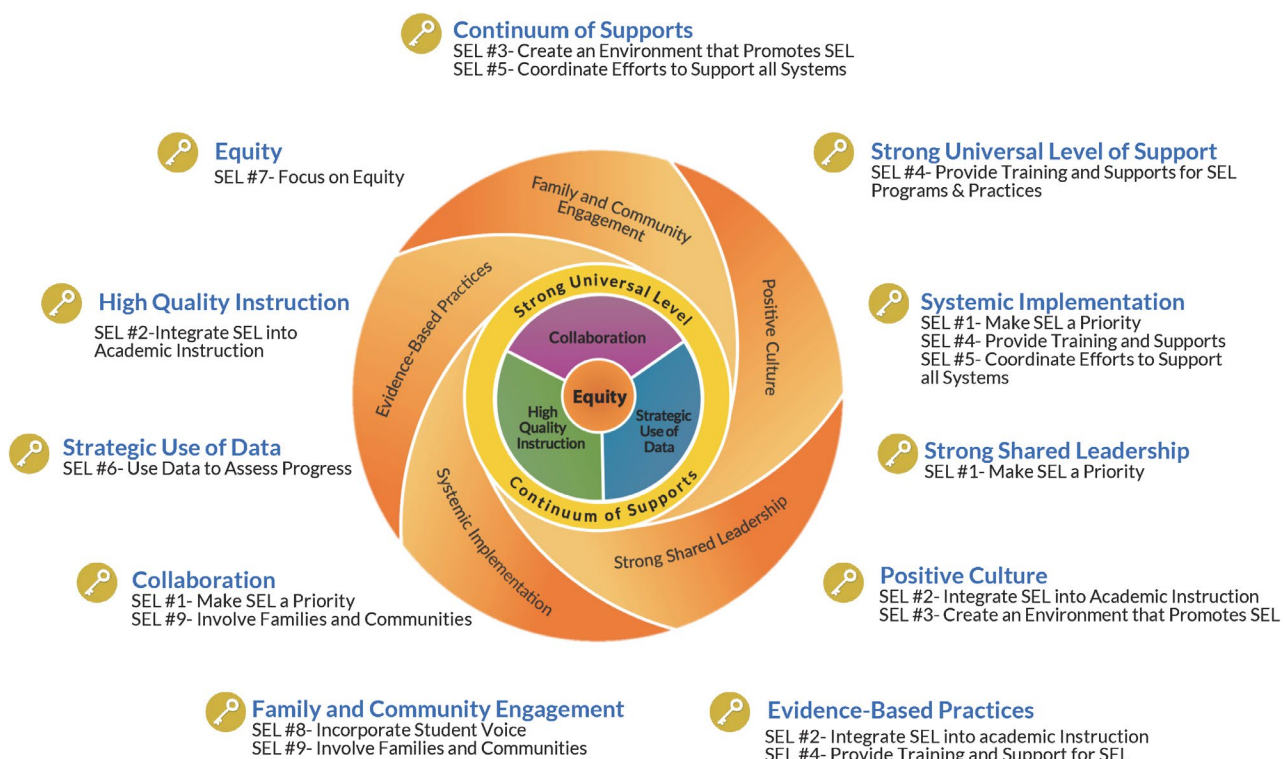 Continuum of Supports
SEL #3- Create an Environment that Promotes SEL
SEL #5- Coordinate Efforts to Support all Systems
Equity
SEL #7- Focus on Equity
Strong Universal Level of Support
SEL #4- Provide Training and Supports for SEL
Programs & Practices
High Quality Instruction
SEL #2-Integrate SEL into
Academic Instruction
Systemic Implementation
SEL #1- Make SEL a Priority
SEL #4- Provide Training and Supports
SEL #5- Coordinate Efforts to Support
all Systems
Strategic Use of Data
SEL #6- Use Data to Assess Progress
Strong Shared Leadership
SEL #1- Make SEL a Priority
Collaboration
SEL #1- Make SEL a Priority
SEL #9- Involve Families and Communities
Positive Culture
SEL #2- Integrate SEL into Academic Instruction
SEL #3- Create an Environment that Promotes SEL
Family and Community Engagement
SEL #8- Incorporate Student Voice
SEL #9- Involve Families and Communities
Evidence-Based Practices
SEL #2- Integrate SEL into academic Instruction
SEL #4- Provide Training and Support for SEL
Family and Community
Engagement
Positive Culture
Strong Shared Leadership
Systemic Implementation
Evidence-Based Practices
Strong Universal Level
Continuum of Supports
Collaboration
Equity
High
Quality
Instruction
Strategic
Use of
Data